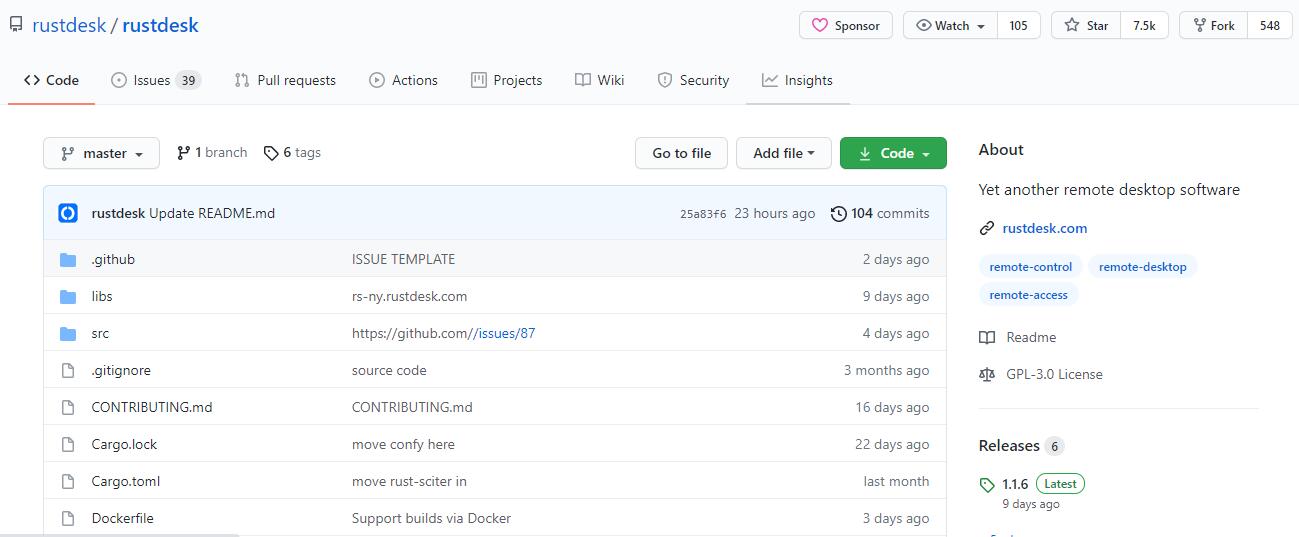 rustdesk / rustdesk
Sponsor
Watch 105
Star 7.5k
Fork 548
Code
Issues 39
Pull requests
Actions
Projects
Wiki
Security
Insights
master
1 branch
6 tags
Go to file
Add file
Code
rustdesk Update README.md 25a83f6 23 hours ago 104 commits
.github ISSUE TEMPLATE 2 days ago
libs rs-ny.rustdesk.com 9 days ago
src https://github.com//issues/87 4 days ago
.gitignore source code 3 months ago
CONTRIBUTING.md CONTRIBUTING.md 16 days ago
Cargo.lock move confy here 22 days ago
Cargo.toml move rust-sciter in last month
Dockerfile Support builds via Docker 3 days ago
About
Yet another remote desktop software
rustdesk.com
remote-control remote-desktop
remote-access
Readme
GPL-3.0 License
Releases 6
1.1.6 Latest
9 days ago